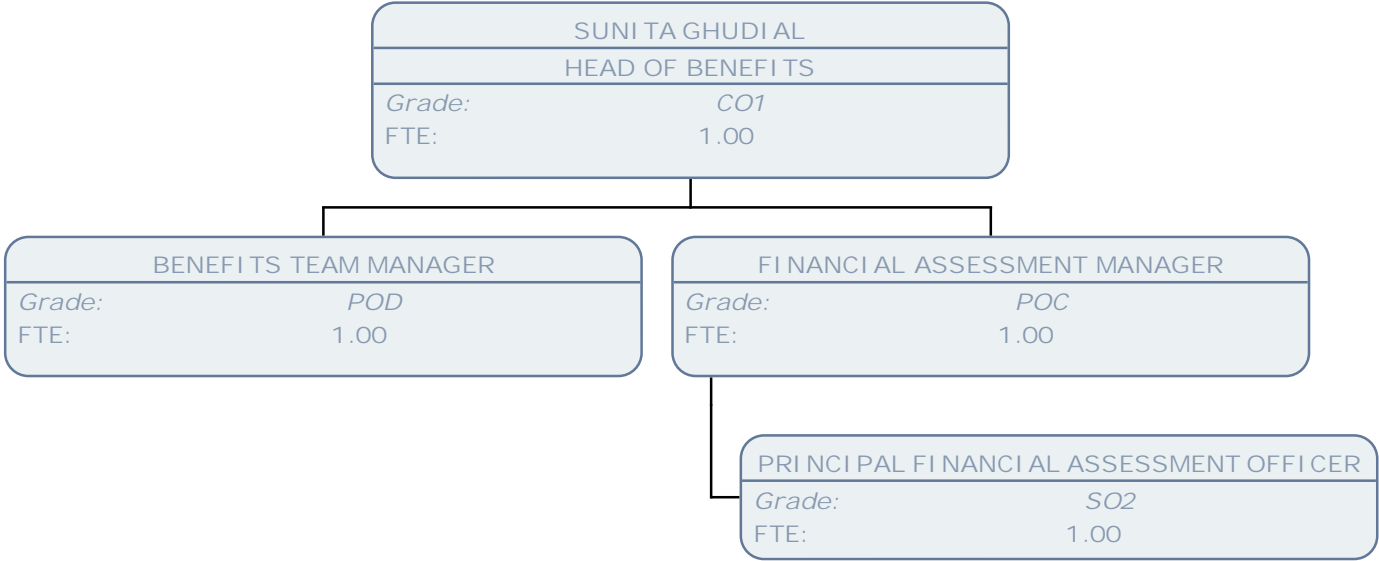 SUNITA GHUDIAL
HEAD OF BENEFITS
Grade: CO1
FTE: 1.00
BENEFITS TEAM MANAGER
Grade: POD
FTE: 1.00
FINANCIAL ASSESSMENT MANAGER
Grade: POC
FTE: 1.00
PRINCIPAL FINANCIAL ASSESSMENT OFFICER
Grade: SO2
FTE: 1.00